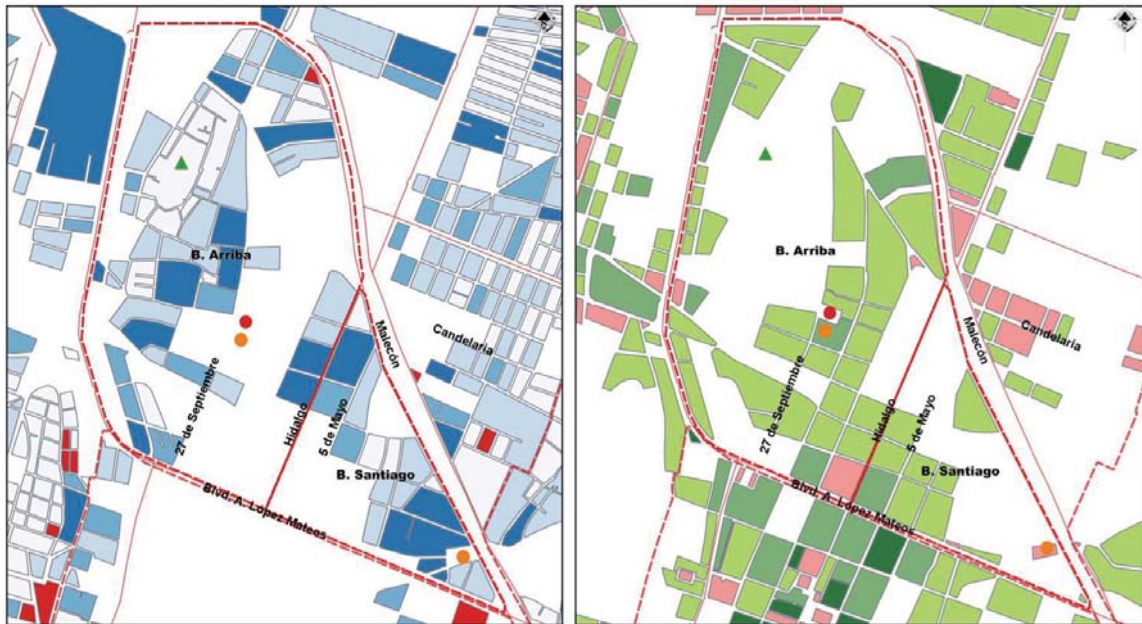 B. Arriba
Candelaria
Malecón
27 de Septiembre
Hidalgo
5 de Mayo
B. Santiago
Blvd. A. López Mateos
B. Arriba
Candelaria
Malecón
27 de Septiembre
Hidalgo
5 de Mayo
B. Santiago
Blvd. A. López Mateos